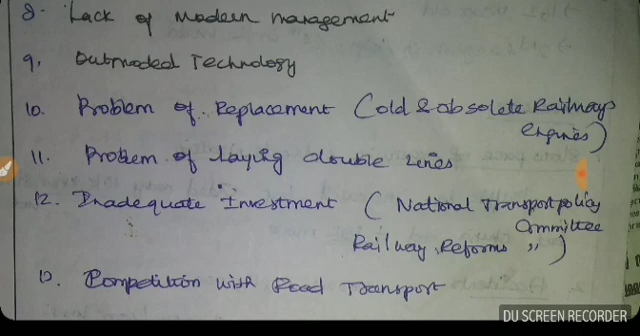 8. Lack of Modern management
9. Outmoded Technology
10. Problem of Replacement (old & obsolete Railways
engines)
11. Problem of laying double Lines
12. Inadequate Investment ( National Transport policy
Committee
Railway Reforms " )
13. Competition with Road Transport
DU SCREEN RECORDER